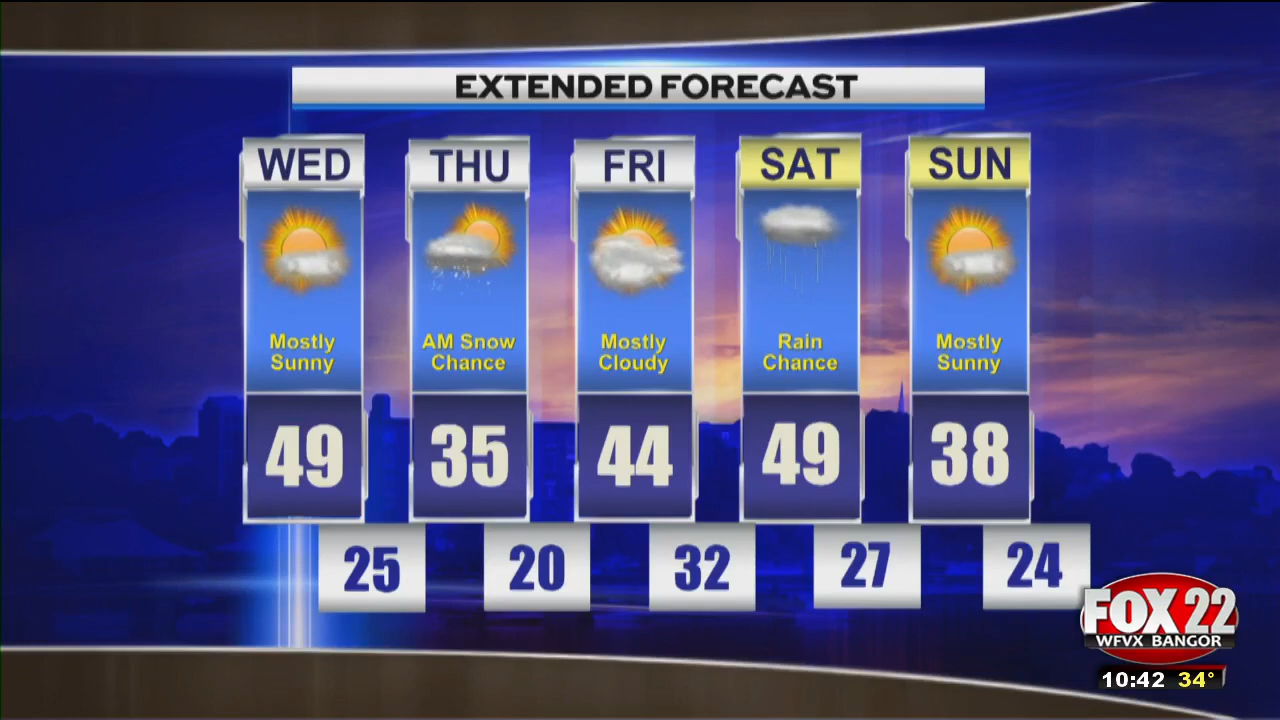 EXTENDED FORECAST
WED THU FRI SAT SUN
Mostly Sunny
AM Snow Chance
Mostly Cloudy
Rain Chance
Mostly Sunny
49 35 44 49 38
25 20 32 27 24
FOX 22
WFVX BANGOR
10:42 34°